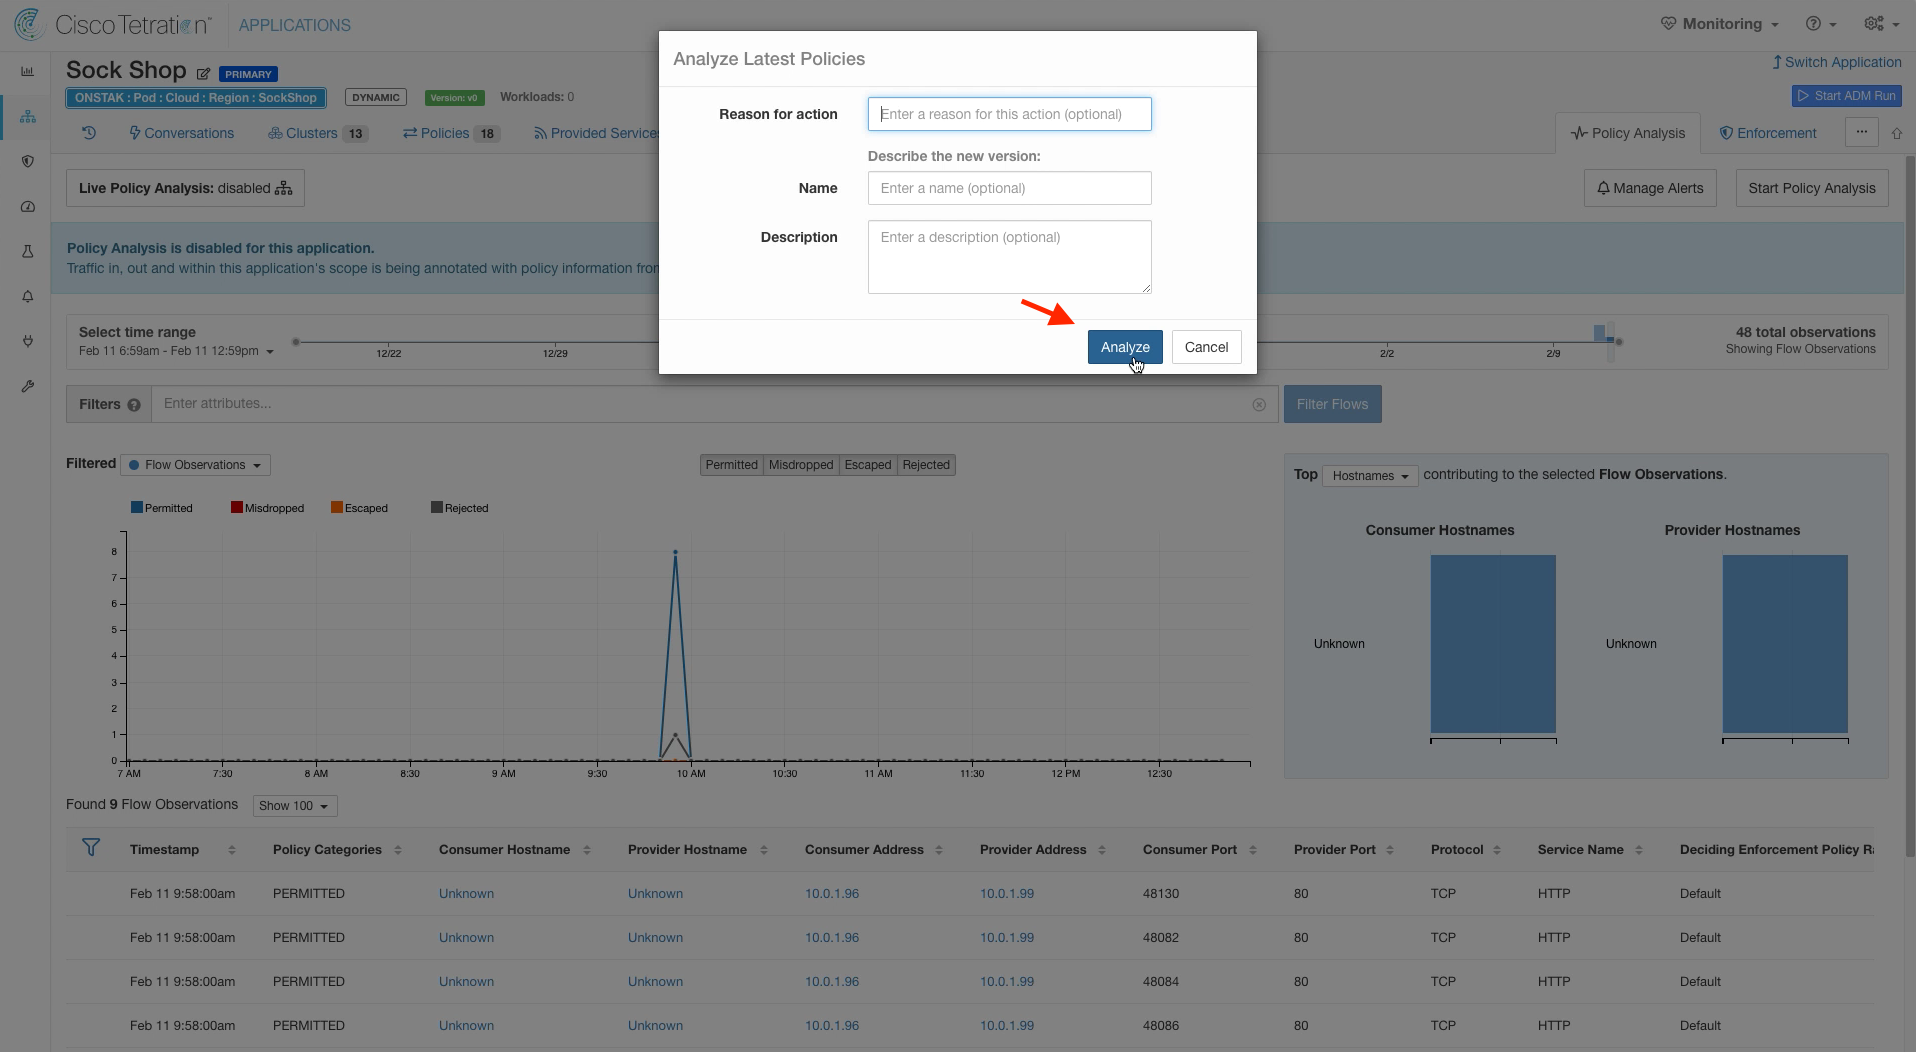 Cisco Tetration™ APPLICATIONS
Monitoring
Sock Shop PRIMARY
Switch Application
ONSTAK : Pod : Cloud : Region : SockShop DYNAMIC Version: v0 Workloads: 0
Start ADM Run
Conversations Clusters 13 Policies 18 Provided Services
Policy Analysis Enforcement ...
Live Policy Analysis: disabled
Manage Alerts Start Policy Analysis
Policy Analysis is disabled for this application.
Traffic in, out and within this application's scope is being annotated with policy information
Analyze Latest Policies
Reason for action Enter a reason for this action (optional)
Describe the new version:
Name Enter a name (optional)
Description Enter a description (optional)
Analyze Cancel
Select time range
Feb 11 6:59am - Feb 11 12:59pm
12/22 12/29 2/2 2/9
48 total observations
Showing Flow Observations
Filters ? Enter attributes... Filter Flows
Filtered Flow Observations
Permitted Misdropped Escaped Rejected
Permitted Misdropped Escaped Rejected
8
7
6
5
4
3
2
1
0
7 AM 7:30 8 AM 8:30 9 AM 9:30 10 AM 10:30 11 AM 11:30 12 PM 12:30
Top Hostnames contributing to the selected Flow Observations.
Consumer Hostnames Provider Hostnames
Unknown Unknown
Found 9 Flow Observations Show 100
Timestamp Policy Categories Consumer Hostname Provider Hostname Consumer Address Provider Address Consumer Port Provider Port Protocol Service Name Deciding Enforcement Policy
Feb 11 9:58:00am PERMITTED Unknown Unknown 10.0.1.96 10.0.1.99 48130 80 TCP HTTP Default
Feb 11 9:58:00am PERMITTED Unknown Unknown 10.0.1.96 10.0.1.99 48082 80 TCP HTTP Default
Feb 11 9:58:00am PERMITTED Unknown Unknown 10.0.1.96 10.0.1.99 48084 80 TCP HTTP Default
Feb 11 9:58:00am PERMITTED Unknown Unknown 10.0.1.96 10.0.1.99 48086 80 TCP HTTP Default